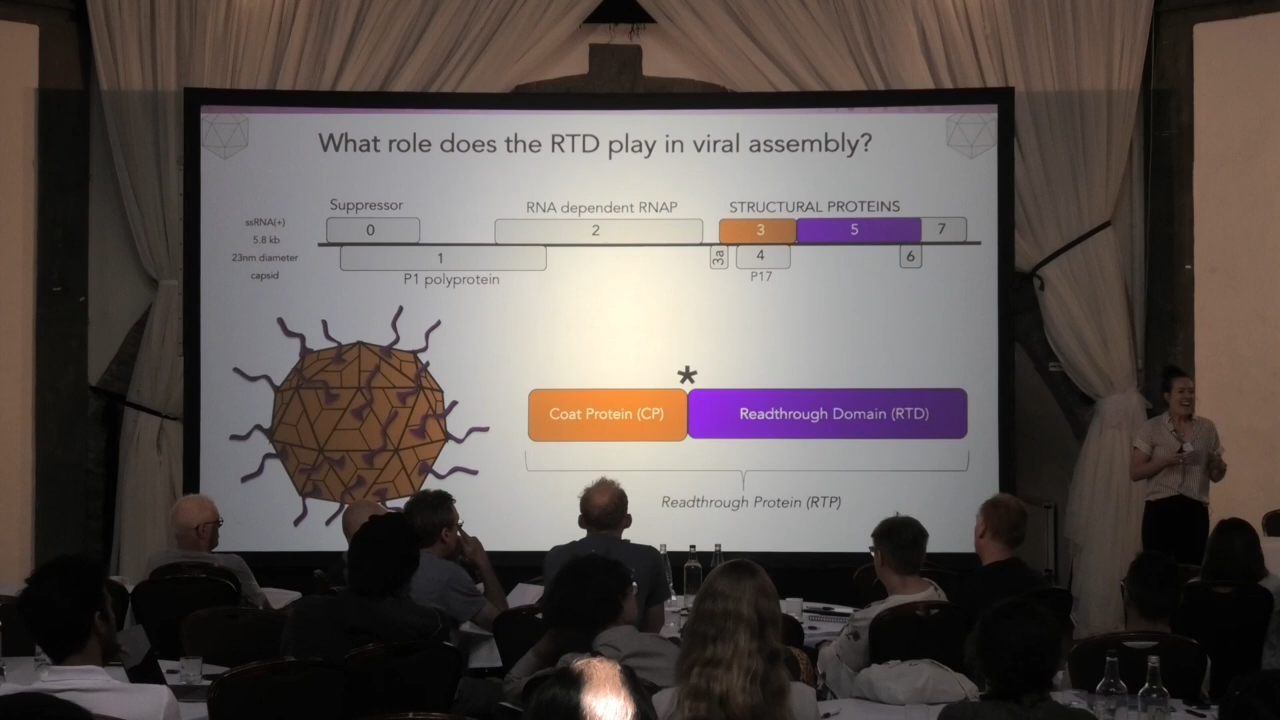 What role does the RTD play in viral assembly?
Suppressor
RNA dependent RNAP
STRUCTURAL PROTEINS
ssRNA(+)
5.8 kb
23nm diameter
capsid
0
2
3
5
7
1
3a
4
6
P1 polyprotein
P17
*
Coat Protein (CP)
Readthrough Domain (RTD)
Readthrough Protein (RTP)